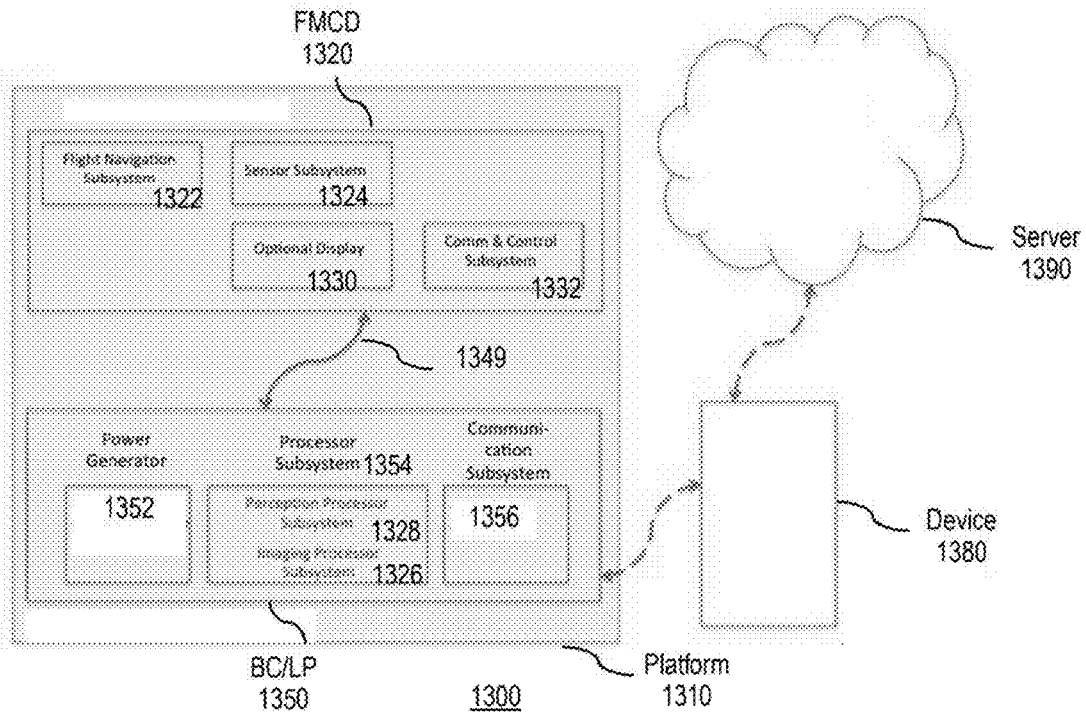 FMCD
1320
Flight Navigation
Subsystem
1322
Sensor Subsystem
1324
Optional Display
1330
Comm & Control
Subsystem
1332
Server
1390
1349
Power
Generator
1352
Processor
Subsystem 1354
Perception Processor
Subsystem
1328
Imaging Processor
Subsystem
1326
Communi-
cation
Subsystem
1356
Device
1380
BC/LP
1350
1300
Platform
1310